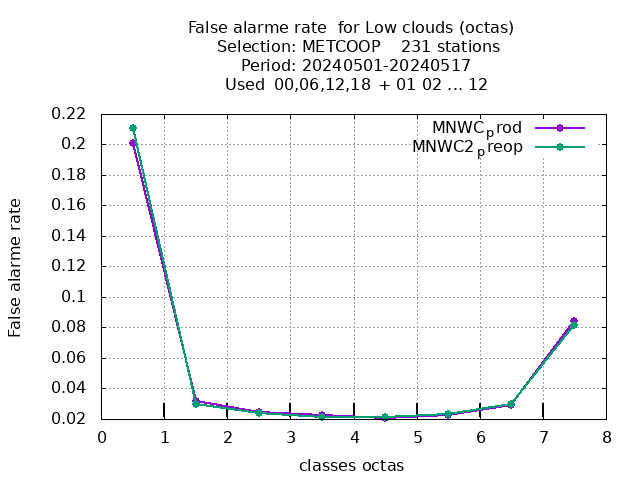 False alarme rate  for Low clouds (octas)
Selection: METCOOP    231 stations
Period: 20240501-20240517
Used  00,06,12,18 + 01 02 ... 12
MNWCprod
MNWC2preop
0.22
0.2
0.18
0.16
0.14
0.12
0.1
0.08
0.06
0.04
0.02
False alarme rate
0 1 2 3 4 5 6 7 8
classes octas